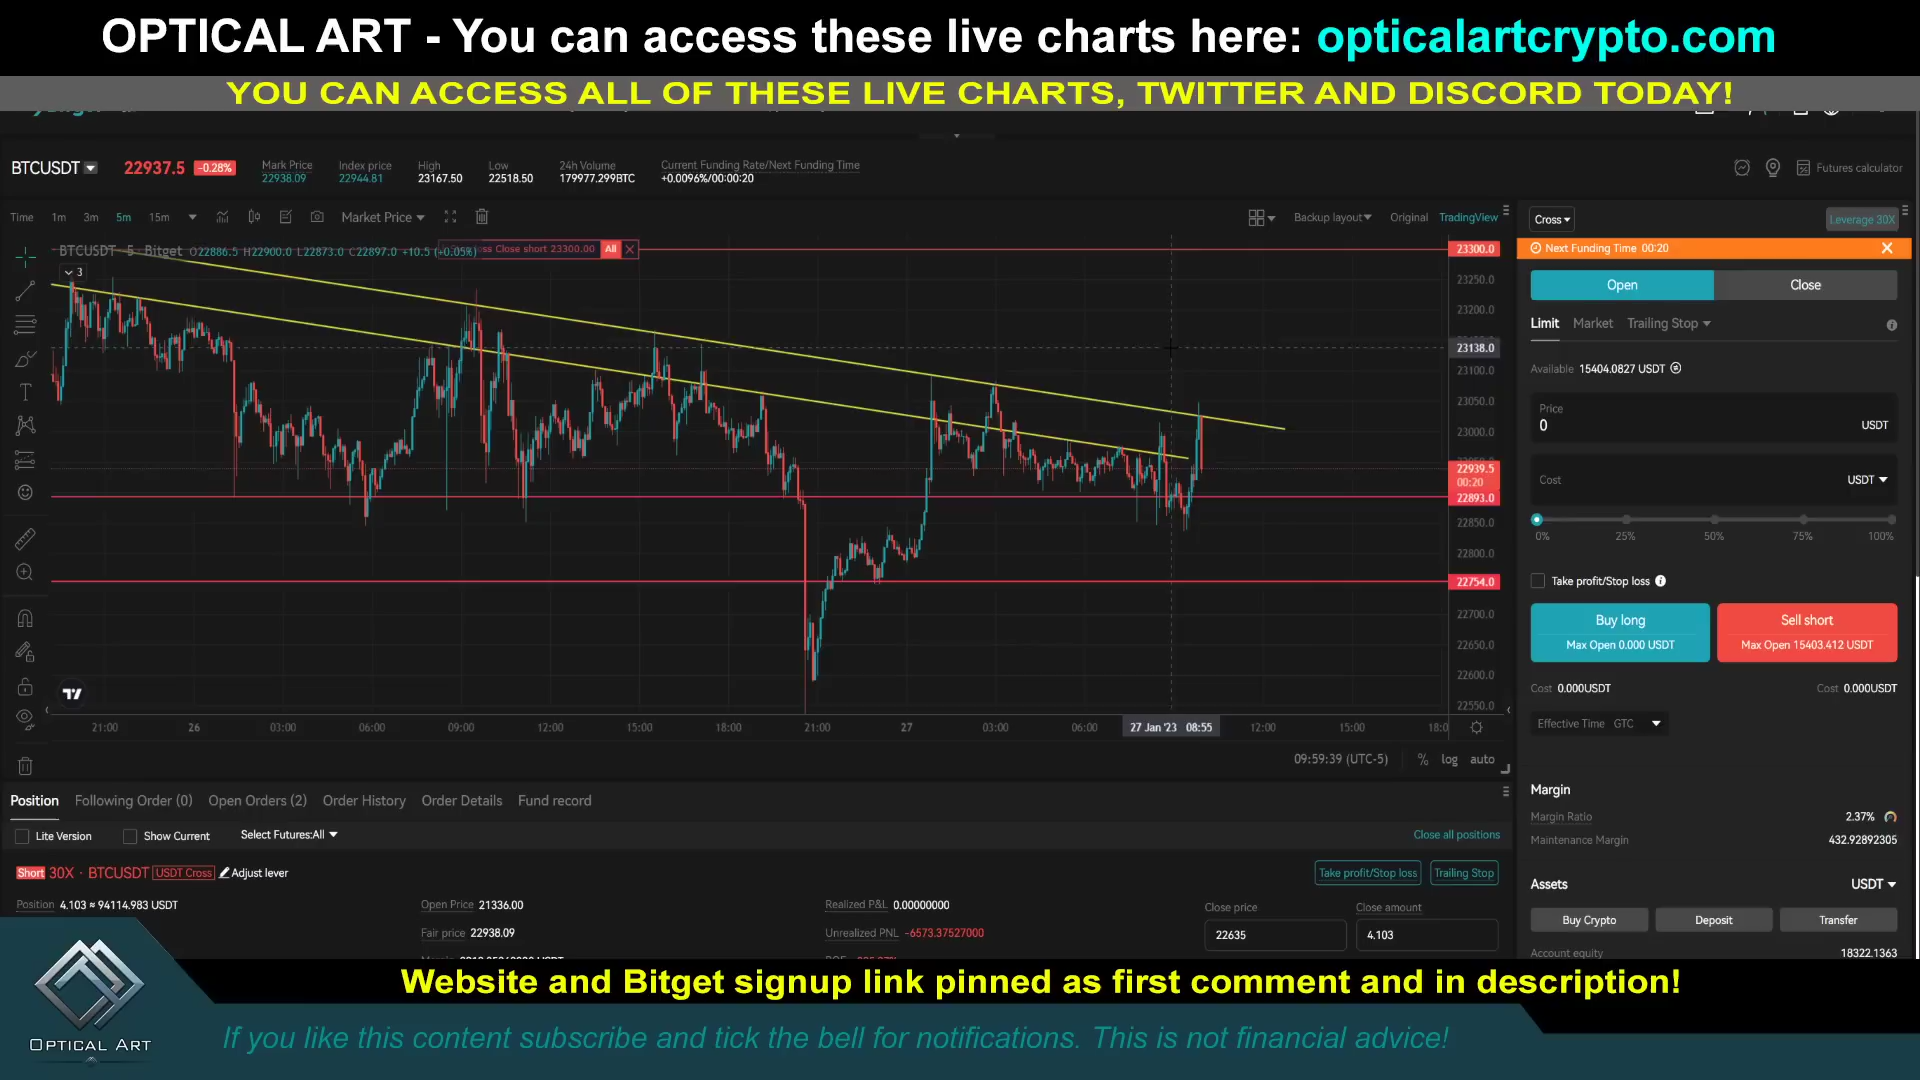 OPTICAL ART - You can access these live charts here: opticalartcrypto.com
YOU CAN ACCESS ALL OF THESE LIVE CHARTS, TWITTER AND DISCORD TODAY!
BTCUSDT 22937.5 -0.28%
Mark Price Index price High Low 24h Volume Current Funding Rate/Next Funding Time
22938.09 22944.81 23167.50 22518.50 179977.299BTC +0.0096%/00:00:20
Futures calculator
Time 1m 3m 5m 15m Market Price Backup layout Original TradingView
Cross Leverage 30X
BTCUSDT · 5 · Bitget O22886.5 H22900.0 L22873.0 C22897.0 +10.5 (+0.05%)
Close short 23300.00 All
3
23300.0
23250.0
23200.0
23138.0
23100.0
23050.0
23000.0
22939.5
00:20
22893.0
22850.0
22800.0
22754.0
22700.0
22650.0
22600.0
22550.0
21:00 26 03:00 06:00 09:00 12:00 15:00 18:00 21:00 27 03:00 06:00 27 Jan '23 08:55 12:00 15:00 18:0
09:59:39 (UTC-5) % log auto
Next Funding Time 00:20
Open Close
Limit Market Trailing Stop
Available 15404.0827 USDT
Price
0 USDT
Cost USDT
0% 25% 50% 75% 100%
Take profit/Stop loss
Buy long Sell short
Max Open 0.000 USDT Max Open 15403.412 USDT
Cost 0.000USDT Cost 0.000USDT
Effective Time GTC
Margin
Margin Ratio 2.37%
Maintenance Margin 432.92892305
Assets USDT
Buy Crypto Deposit Transfer
Account equity 18322.1363
Position Following Order (0) Open Orders (2) Order History Order Details Fund record
Lite Version Show Current Select Futures:All Close all positions
Short 30X · BTCUSDT USDT Cross Adjust lever Take profit/Stop loss Trailing Stop
Position 4.103 ≈ 94114.983 USDT Open Price 21336.00 Realized P&L 0.00000000 Close price Close amount
Fair price 22938.09 Unrealized PNL -6573.37527000 22635 4.103
Website and Bitget signup link pinned as first comment and in description!
OPTICAL ART
If you like this content subscribe and tick the bell for notifications. This is not financial advice!